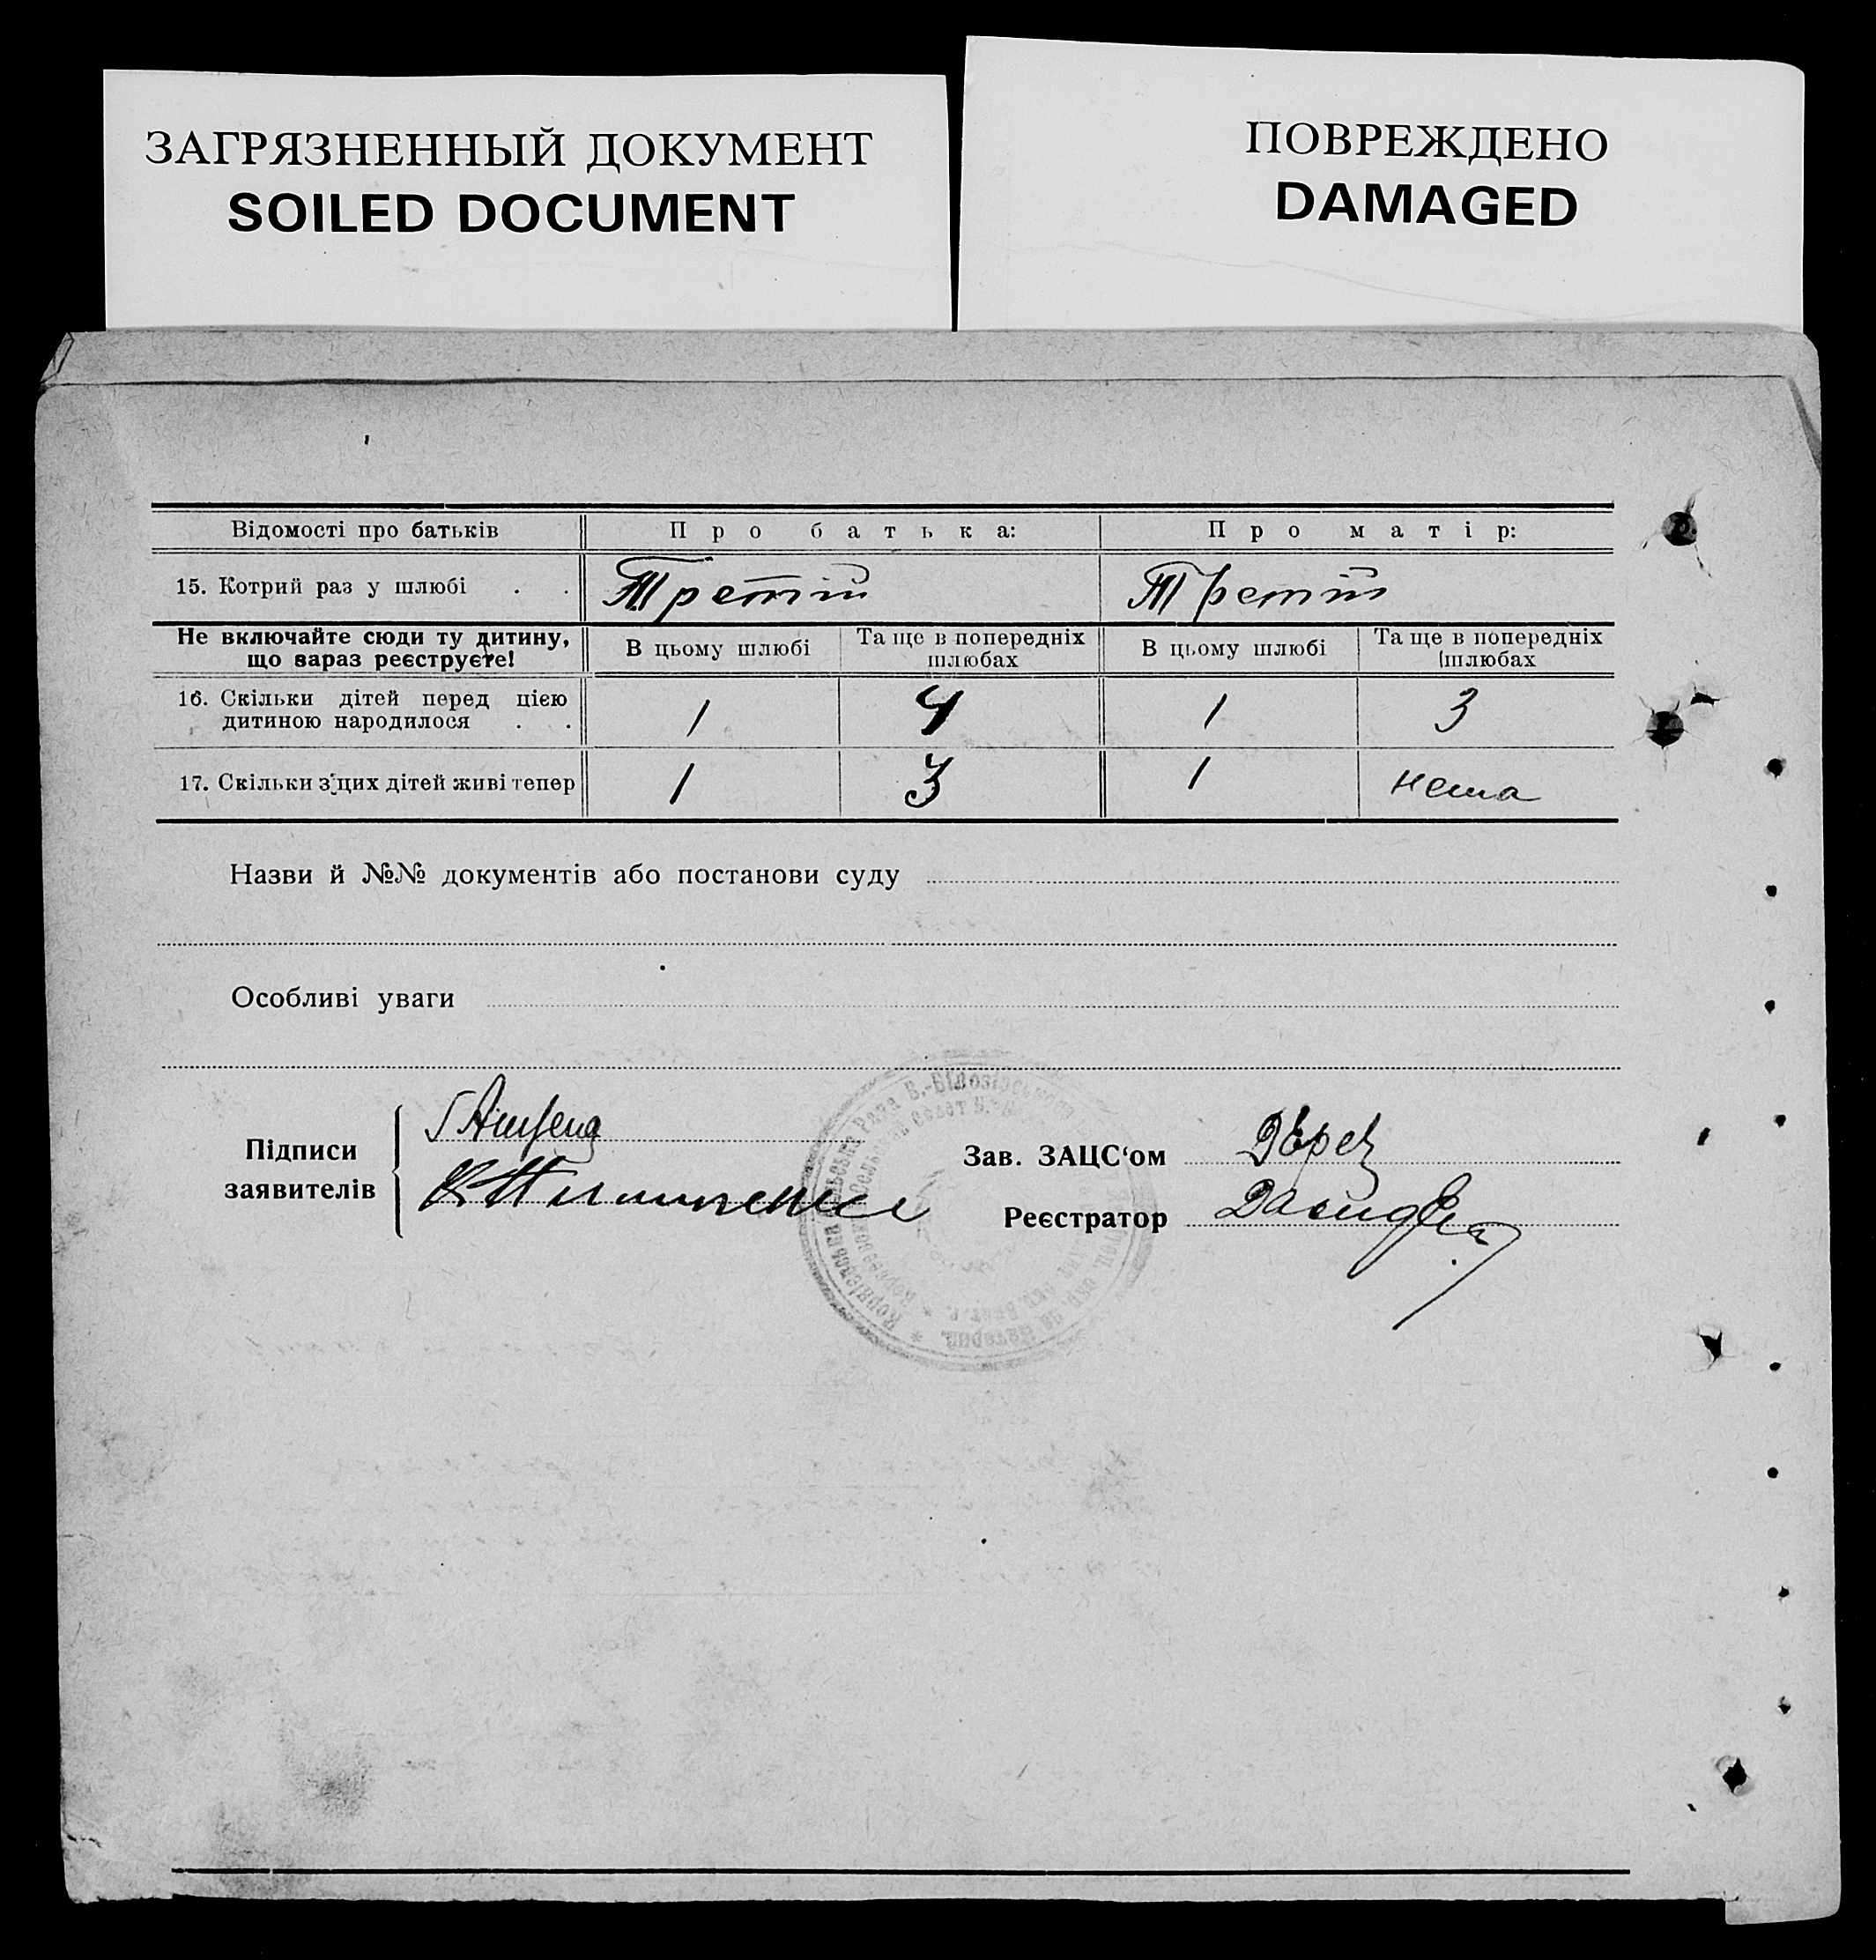 ЗАГРЯЗНЕННЫЙ ДОКУМЕНТ
SOILED DOCUMENT
ПОВРЕЖДЕНО
DAMAGED
Відомості про батьків Про батька: Про матір:
15. Котрий раз у шлюбі . . Третій Третій
Не включайте сюди ту дитину, що зараз реєструєте! В цьому шлюбі Та ще в попередніх шлюбах В цьому шлюбі Та ще в попередніх шлюбах
16. Скільки дітей перед цією дитиною народилося . . 1 4 1 3
17. Скільки з цих дітей живі тепер 1 3 1 нема
Назви й №№ документів або постанови суду
Особливі уваги
Підписи заявителів
Зав. ЗАЦС‘ом
Реєстратор
Рада В.-Білозірського